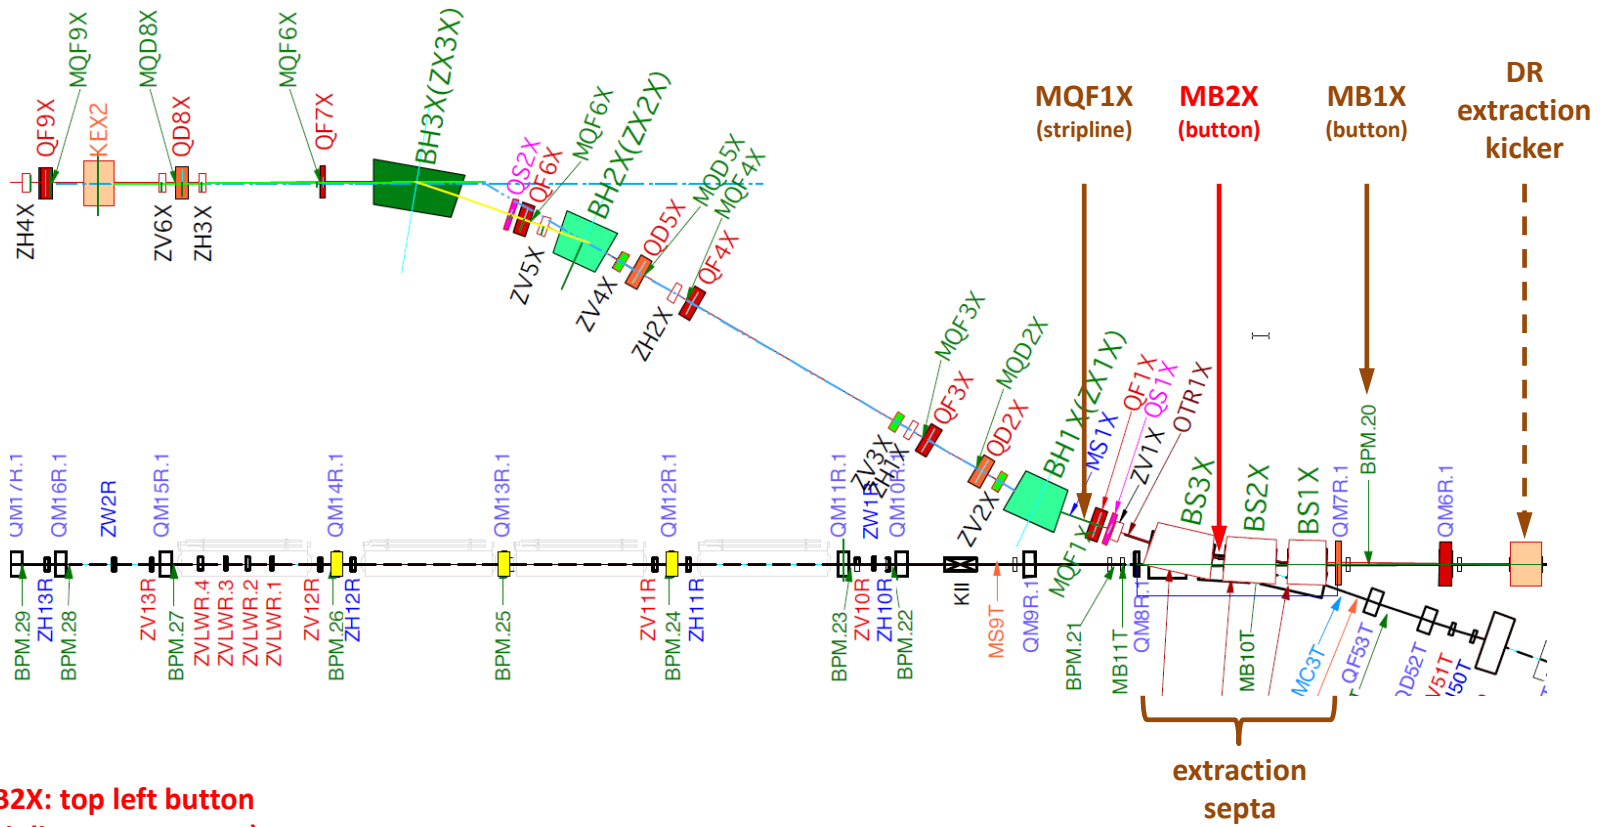 MQF9X
MQD8X
MQF6X
BH3X(ZX3X)
QF9X
KEX2
QD8X
QF7X
QS2X
QF6X
MQF6X
BH2X(ZX2X)
MQD5X
MQF4X
QD5X
QF4X
ZH4X
ZV6X
ZH3X
ZV5X
ZV4X
ZH2X
MQF1X
(stripline)
MB2X
(button)
MB1X
(button)
DR
extraction
kicker
MQF3X
MQD2X
QF3X
QD2X
BH1X(ZX1X)
MS1X
QF1X
QS1X
ZV1X
OTR1X
ZV3X
ZH1X
ZV2X
MQF1X
BS3X
BS2X
BS1X
BPM.20
QM17R.1
QM16R.1
ZW2R
QM15R.1
QM14R.1
QM13R.1
QM12R.1
QM11R.1
ZW1R
QM10R.1
QM7R.1
QM6R.1
BPM.29
ZH13R
BPM.28
ZV13R
BPM.27
ZVLWR.4
ZVLWR.3
ZVLWR.2
ZVLWR.1
ZV12R
BPM.26
ZH12R
BPM.25
ZV11R
BPM.24
ZH11R
BPM.23
ZV10R
ZH10R
BPM.22
KII
MS9T
QM9R.1
BPM.21
MB11T
QM8R.1
MB10T
MC3T
QF53T
QD52T
V51T
I50T
extraction
septa
B2X: top left button